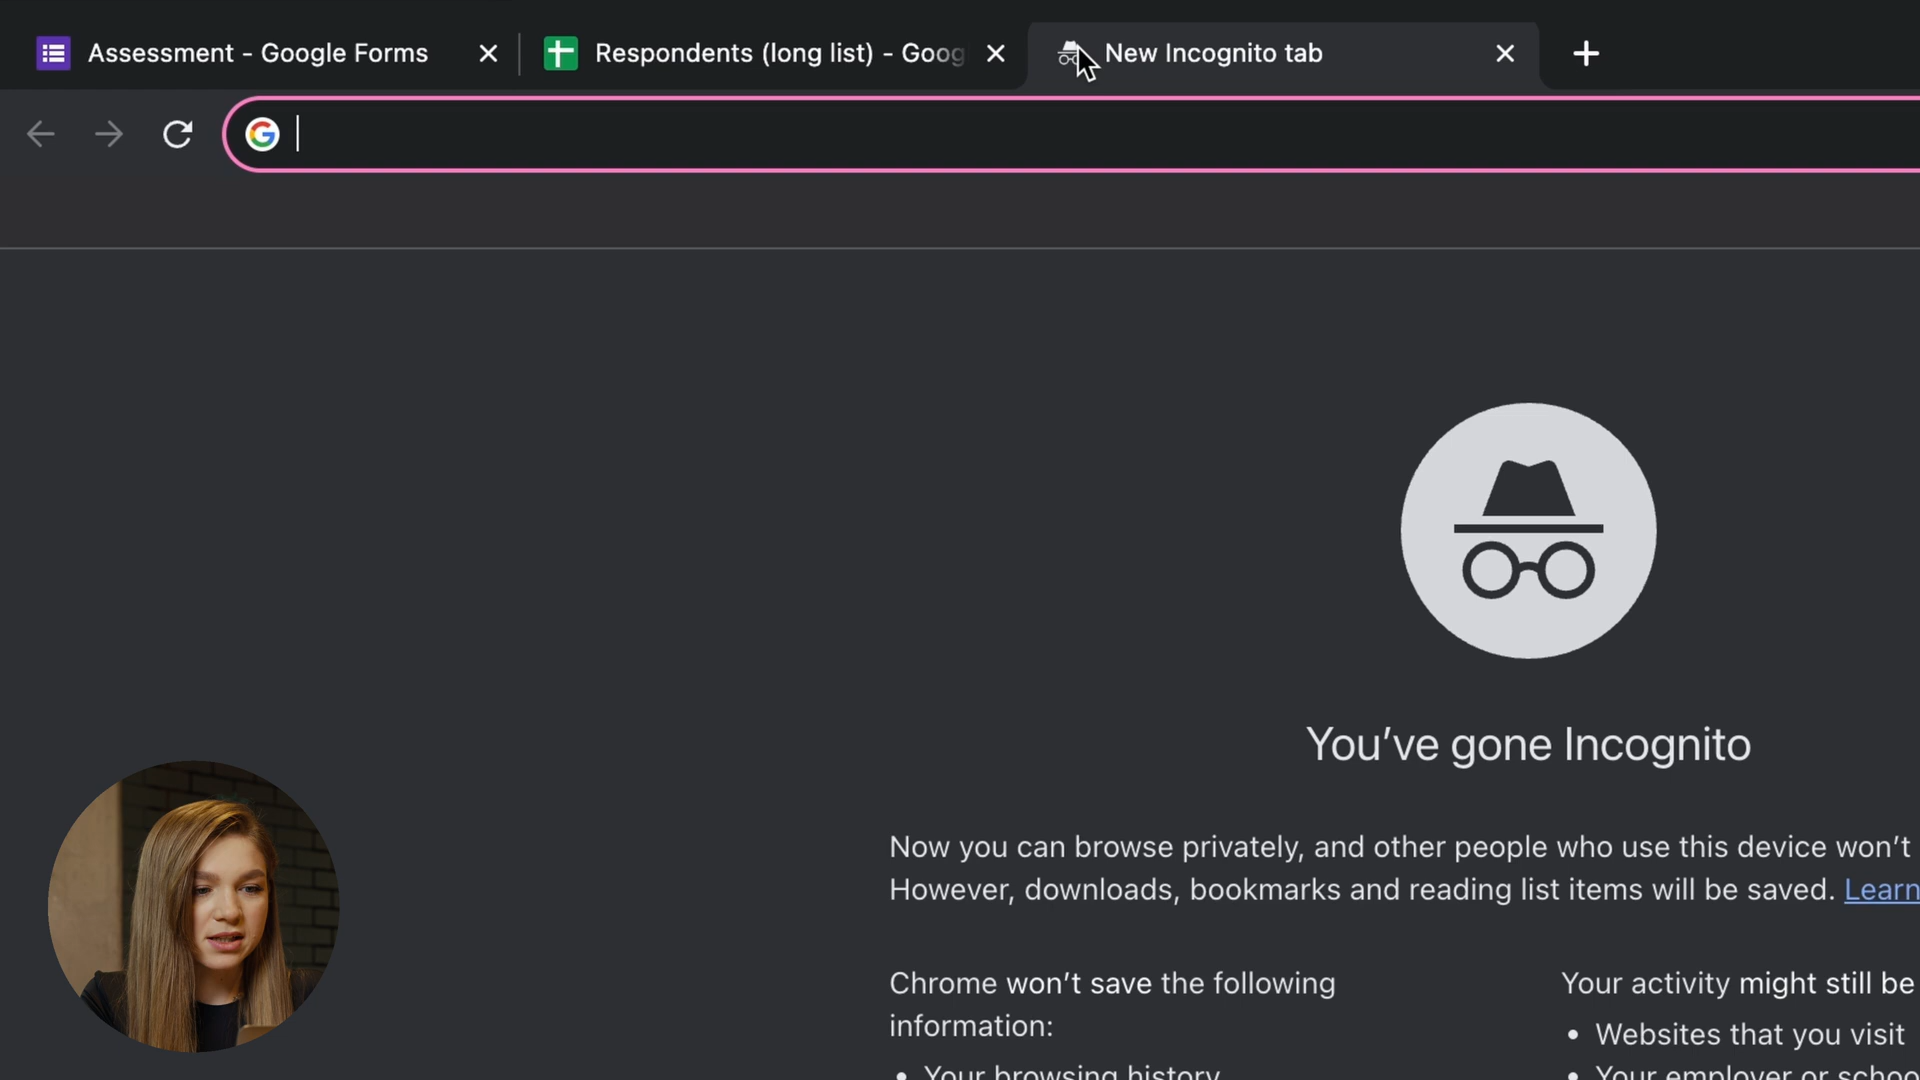 Assessment - Google Forms
Respondents (long list) - Goog
New Incognito tab
You've gone Incognito
Now you can browse privately, and other people who use this device won't
However, downloads, bookmarks and reading list items will be saved. Learn
Chrome won't save the following
information:
• Your browsing history
Your activity might still be
• Websites that you visit
• Your employer or schoo